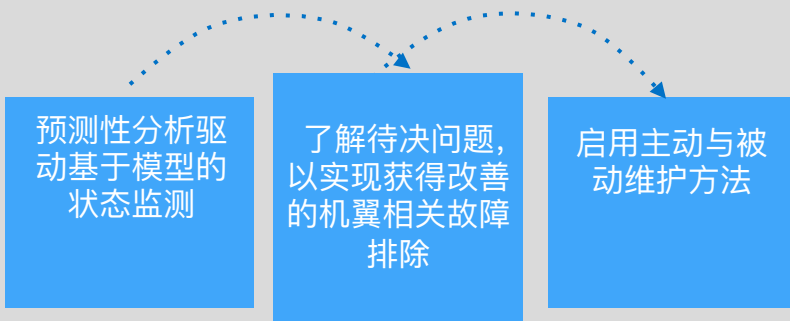 预测性分析驱
动基于模型的
状态监测
了解待决问题,
以实现获得改善
的机翼相关故障
排除
启用主动与被
动维护方法